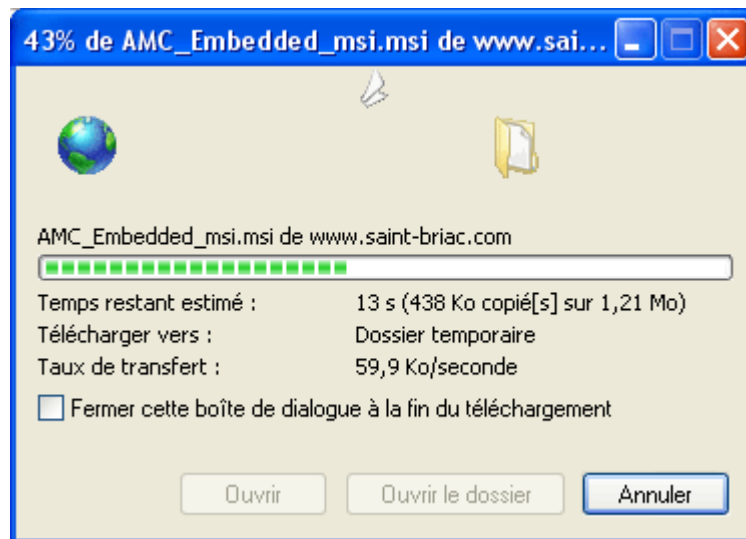 43% de AMC_Embedded_msi.msi de www.sai...
AMC_Embedded_msi.msi de www.saint-briac.com
Temps restant estimé : 13 s (438 Ko copié[s] sur 1,21 Mo)
Télécharger vers : Dossier temporaire
Taux de transfert : 59,9 Ko/seconde
Fermer cette boîte de dialogue à la fin du téléchargement
Ouvrir Ouvrir le dossier Annuler